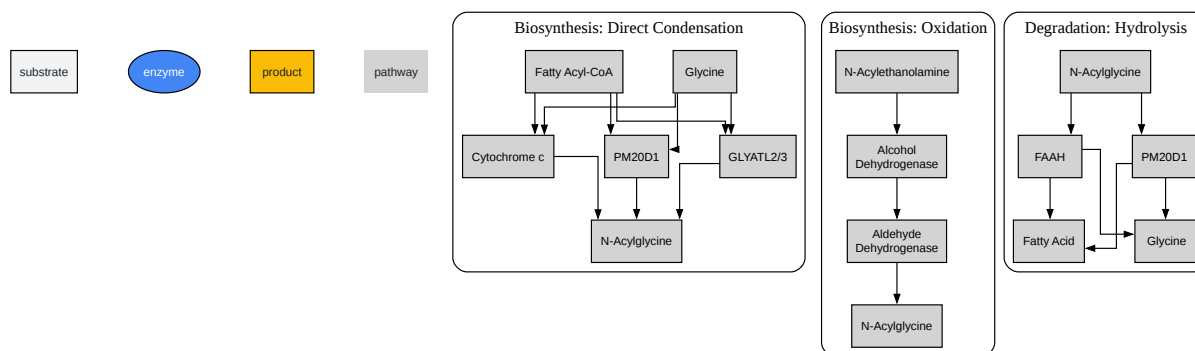 substrate
enzyme
product
pathway
Biosynthesis: Direct Condensation
Fatty Acyl-CoA
Glycine
Cytochrome c
PM20D1
GLYATL2/3
N-Acylglycine
Biosynthesis: Oxidation
N-Acylethanolamine
Alcohol
Dehydrogenase
Aldehyde
Dehydrogenase
N-Acylglycine
Degradation: Hydrolysis
N-Acylglycine
FAAH
PM20D1
Fatty Acid
Glycine